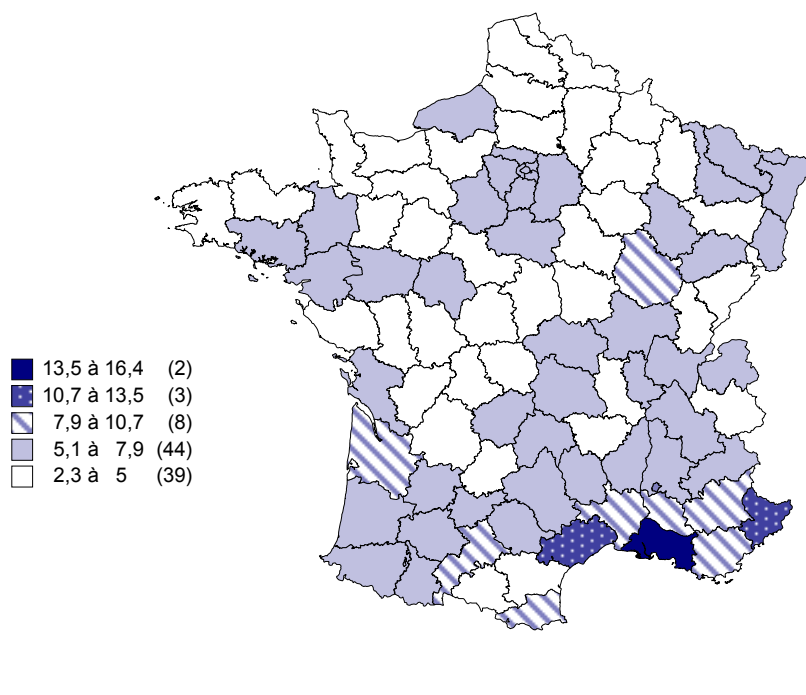 13,5 à 16,4 (2)
10,7 à 13,5 (3)
7,9 à 10,7 (8)
5,1 à 7,9 (44)
2,3 à 5 (39)